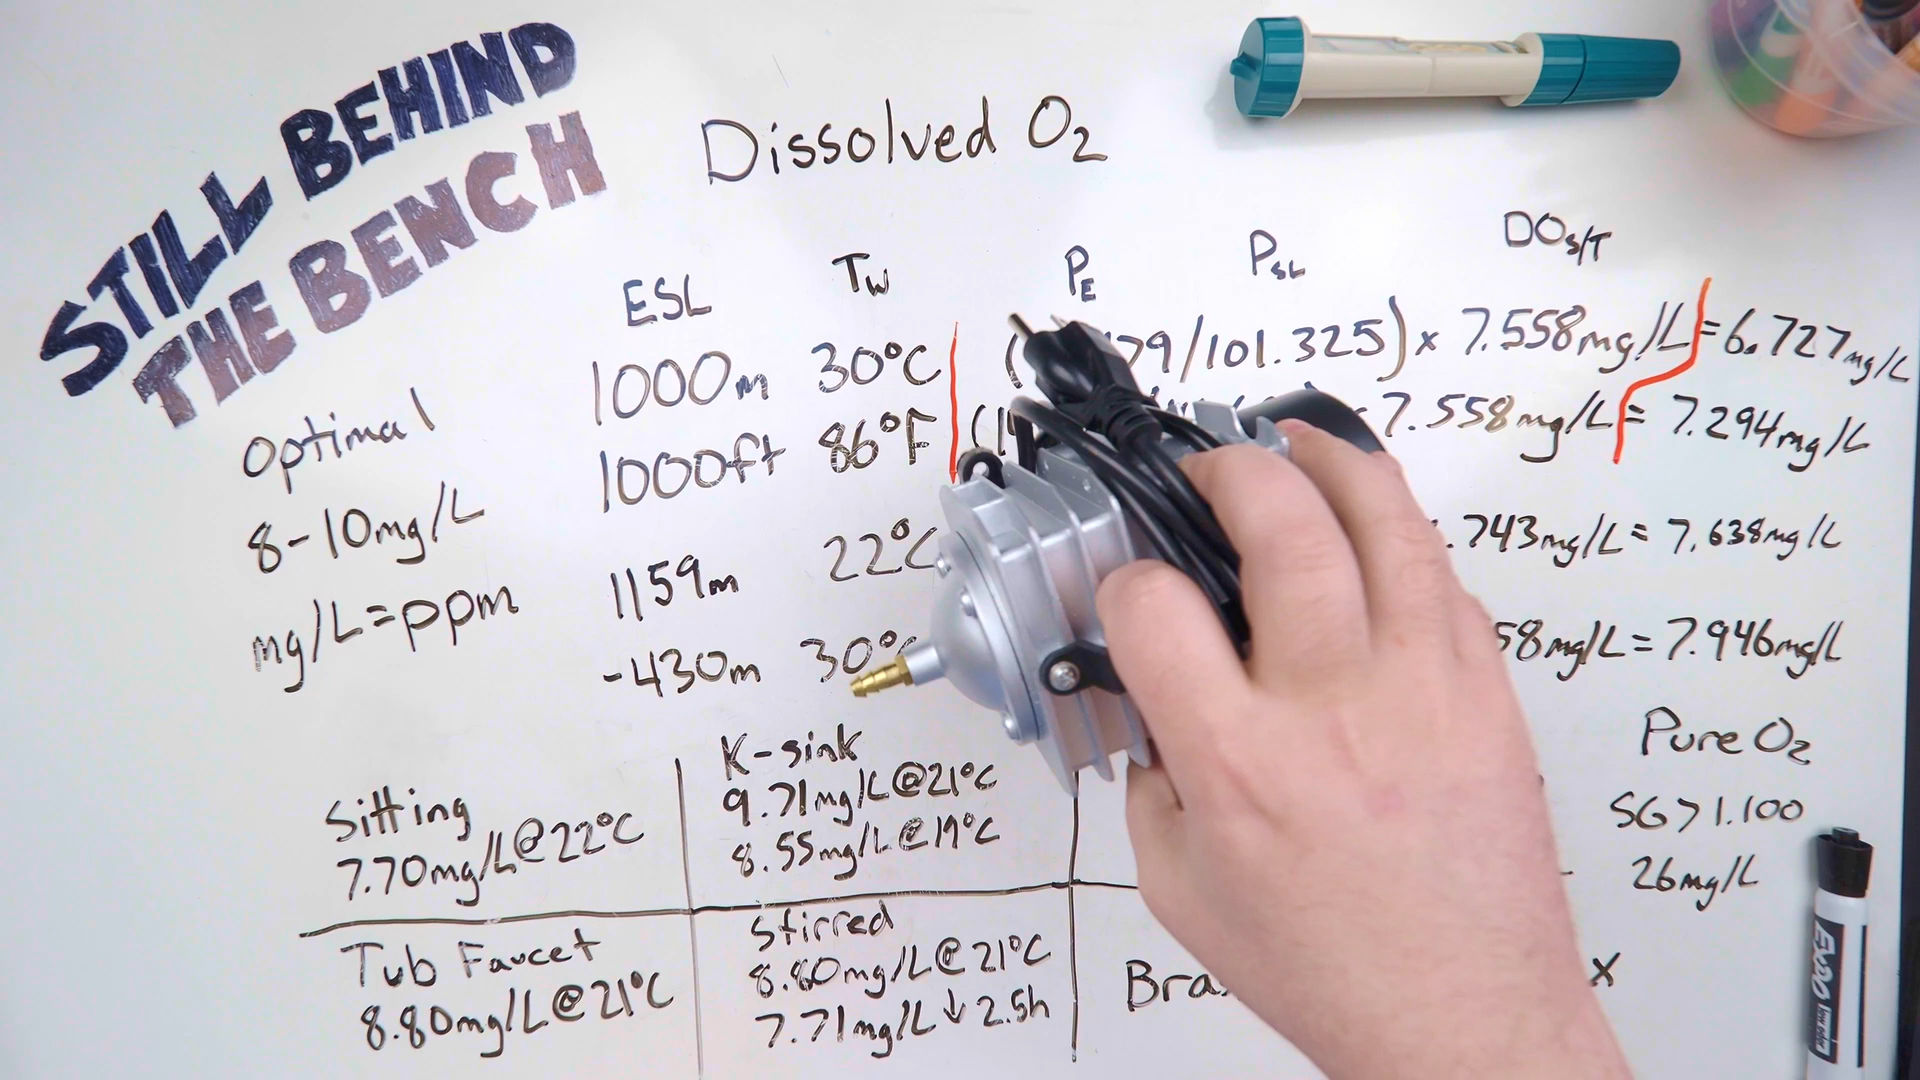 STILL BEHIND
THE BENCH
Dissolved O2
Optimal
8-10mg/L
mg/L=ppm
ESL Tw PE PSL DOS/T
1000m 30°C ( 79/101.325) x 7.558mg/L = 6.727mg/L
1000ft 86°F (1 7.558mg/L = 7.294mg/L
1159m 22°C .743mg/L = 7.638mg/L
-430m 30° 58mg/L = 7.946mg/L
Sitting
7.70mg/L@22°C
K-sink
9.71mg/L@21°C
8.55mg/L@19°C
Pure O2
SG>1.100
26mg/L
Tub Faucet
8.80mg/L@21°C
Stirred
8.80mg/L@21°C
7.71mg/L↓2.5h
Bra
x
EXPO